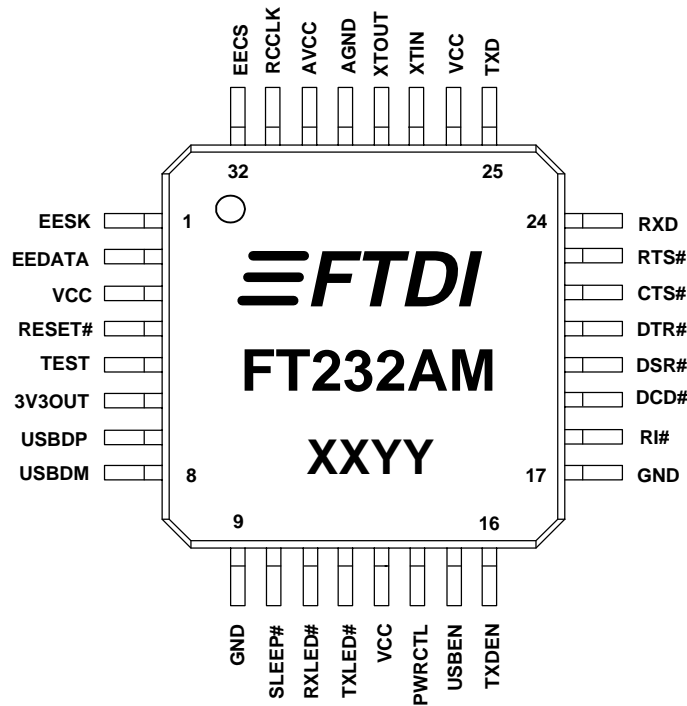 EECS
RCCLK
AVCC
AGND
XTOUT
XTIN
VCC
TXD
32
25
EESK
1
24
RXD
EEDATA
RTS#
VCC
CTS#
RESET#
DTR#
TEST
DSR#
3V3OUT
DCD#
USBDP
RI#
USBDM
8
17
GND
FTDI
FT232AM
XXYY
9
16
GND
SLEEP#
RXLED#
TXLED#
VCC
PWRCTL
USBEN
TXDEN